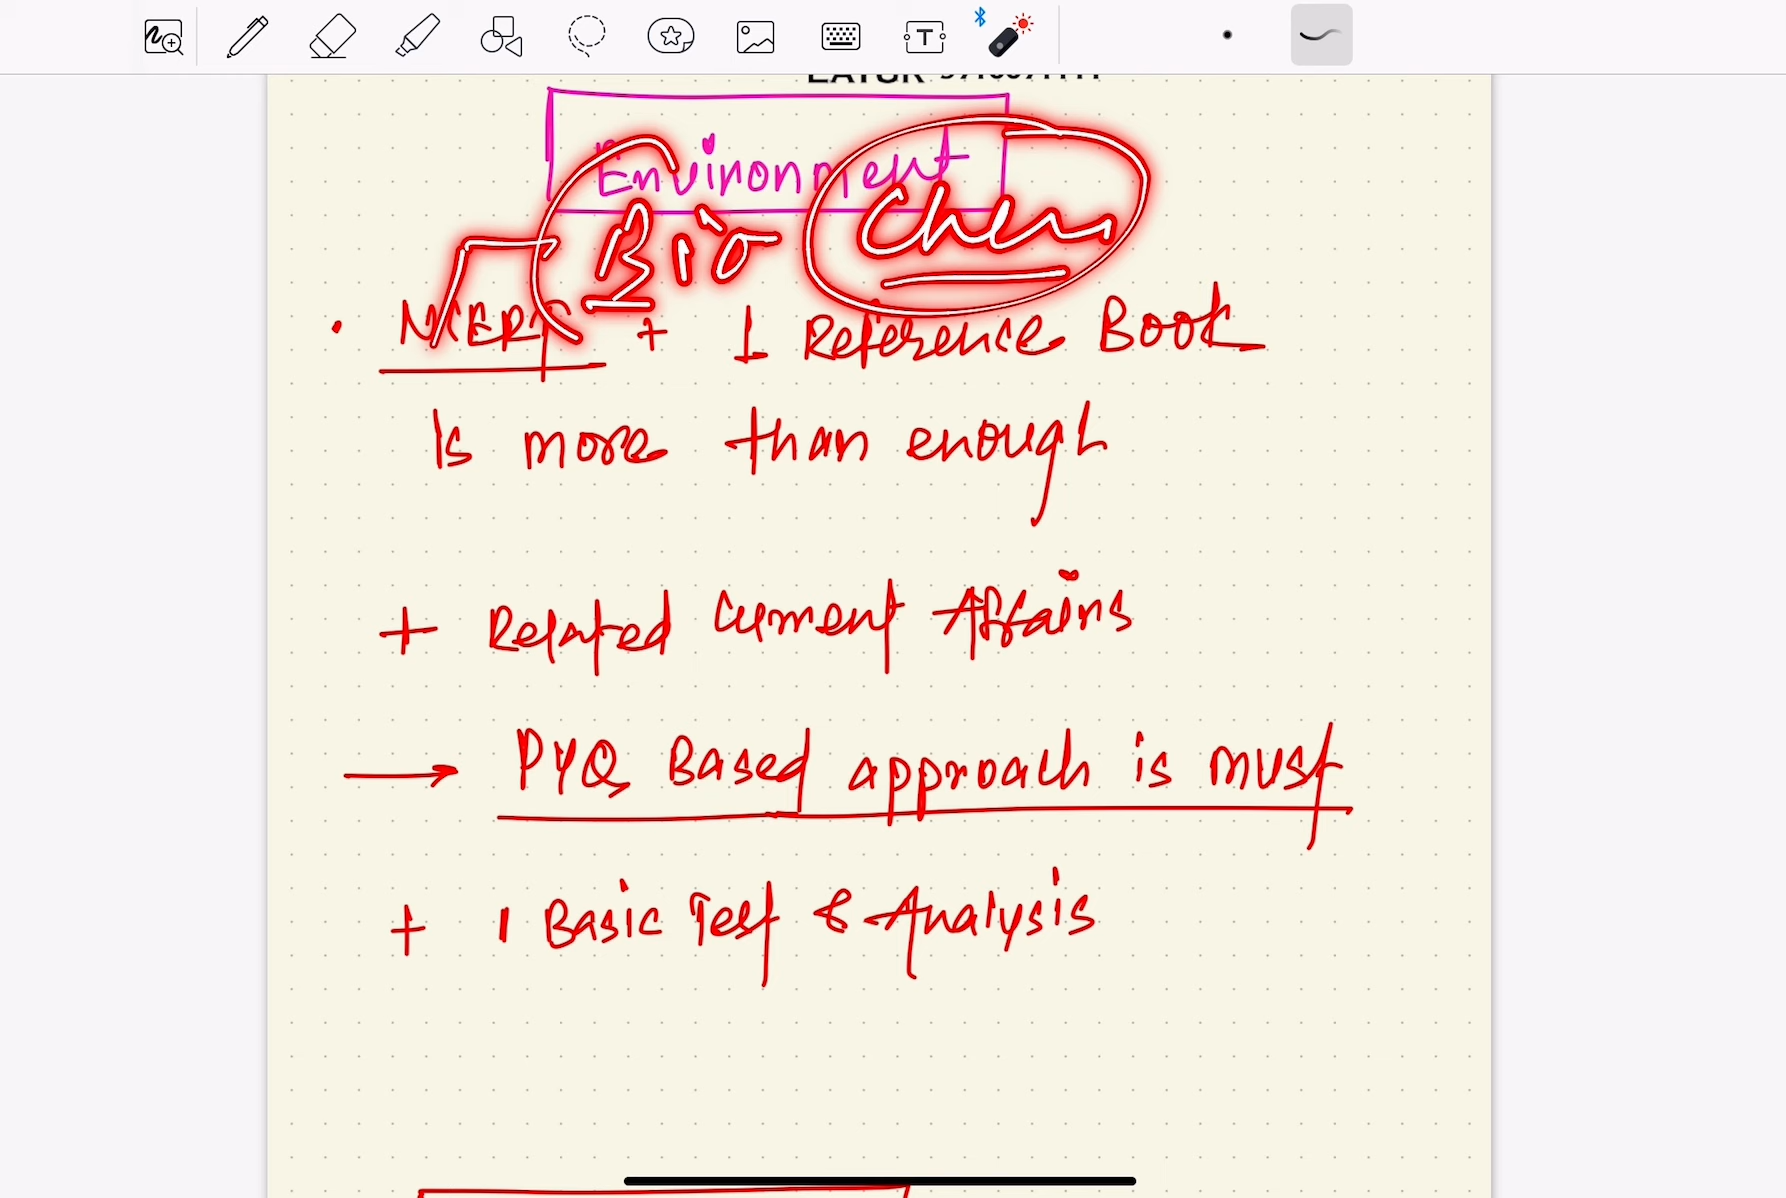 Environment
Bio Chem
• NCERT + 1 Reference Book
Is more than enough
+ Related Current Affairs
→ PYQ Based approach is must
+ 1 Basic Test & Analysis